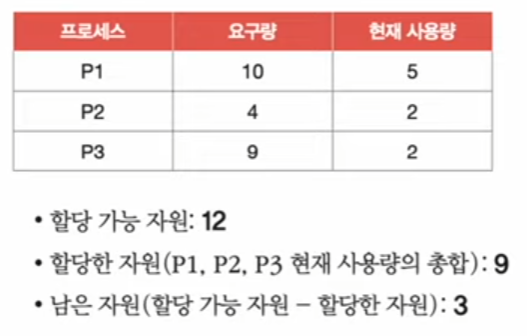 프로세스 요구량 현재 사용량
P1 10 5
P2 4 2
P3 9 2
• 할당 가능 자원: 12
• 할당한 자원(P1, P2, P3 현재 사용량의 총합): 9
• 남은 자원(할당 가능 자원 – 할당한 자원): 3